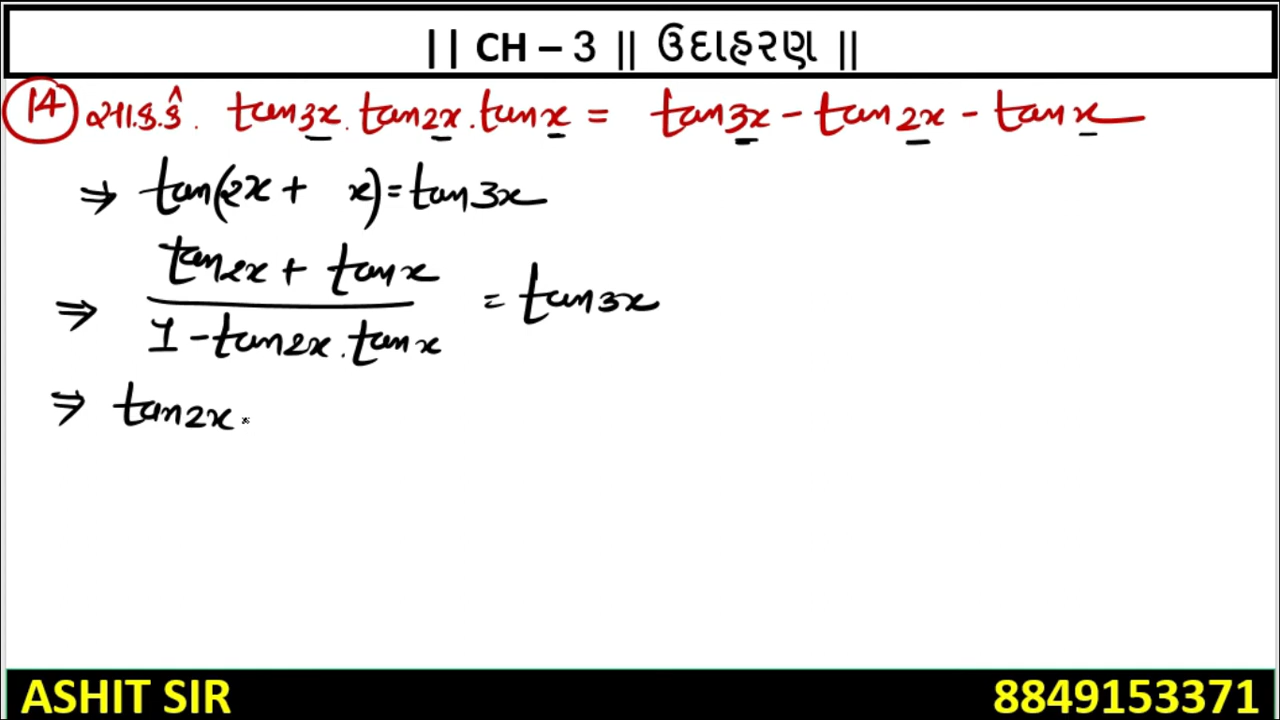 || CH – 3 || ઉદાહરણ ||
14 સા.કુ.કે. tan3x.tan2x.tanx = tan3x - tan2x - tanx
⇒ tan(2x + x) = tan3x
⇒ tan2x + tanx / 1 - tan2x.tanx = tan3x
⇒ tan2x
ASHIT SIR 8849153371